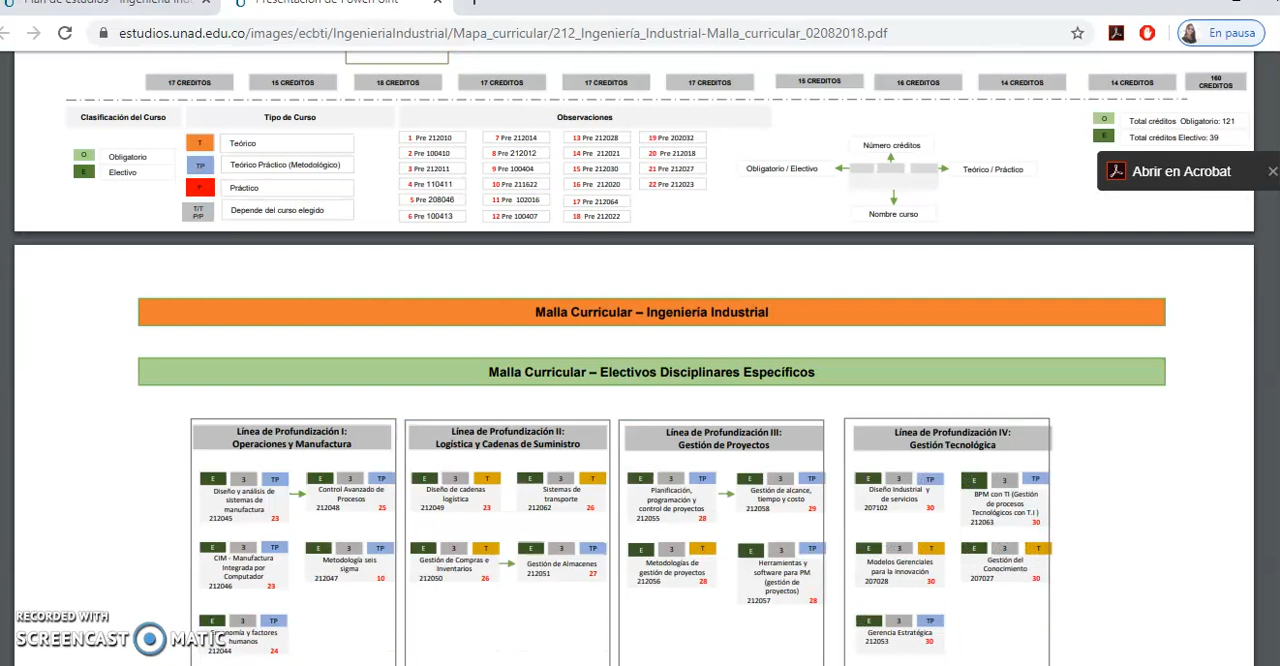 Presentación de PowerPoint
estudios.unad.edu.co/images/ecbti/IngenieriaIndustrial/Mapa_curricular/212_Ingeniería_Industrial-Malla_curricular_02082018.pdf
En pausa
17 CREDITOS 15 CREDITOS 18 CREDITOS 17 CREDITOS 17 CREDITOS 17 CREDITOS 15 CREDITOS 16 CREDITOS 14 CREDITOS 14 CREDITOS 160 CREDITOS
Clasificación del Curso
O Obligatorio
E Electivo
Tipo de Curso
T Teórico
TP Teórico Práctico (Metodológico)
P Práctico
T/T P/P Depende del curso elegido
Observaciones
1 Pre 212010 7 Pre 212014 13 Pre 212028 19 Pre 202032
2 Pre 100410 8 Pre 212012 14 Pre 212021 20 Pre 212018
3 Pre 212011 9 Pre 100404 15 Pre 212030 21 Pre 212027
4 Pre 110411 10 Pre 211622 16 Pre 212020 22 Pre 212023
5 Pre 208046 11 Pre 102016 17 Pre 212064
6 Pre 100413 12 Pre 100407 18 Pre 212022
Número créditos
Obligatorio / Electivo
Teórico / Práctico
Nombre curso
O Total créditos Obligatorio: 121
E Total créditos Electivo: 39
Abrir en Acrobat
Malla Curricular – Ingeniería Industrial
Malla Curricular – Electivos Disciplinares Específicos
Línea de Profundización I:
Operaciones y Manufactura
E 3 TP
Diseño y análisis de
sistemas de
manufactura
212045 23
E 3 TP
Control Avanzado de
Procesos
212048 25
E 3 TP
CIM - Manufactura
Integrada por
Computador
212046 23
E 3 TP
Metodología seis
sigma
212047 10
E 3 TP
y factores
humanos
212044 24
Línea de Profundización II:
Logística y Cadenas de Suministro
E 3 T
Diseño de cadenas
logística
212049 23
E 3 T
Sistemas de
transporte
212062 26
E 3 T
Gestión de Compras e
Inventarios
212050 26
E 3 TP
Gestión de Almacenes
212051 27
Línea de Profundización III:
Gestión de Proyectos
E 3 TP
Planificación,
programación y
control de proyectos
212055 28
E 3 TP
Gestión de alcance,
tiempo y costo
212058 29
E 3 T
Metodologías de
gestión de proyectos
212056 28
E 3 TP
Herramientas y
software para PM
(gestión de
proyectos)
212057 28
Línea de Profundización IV:
Gestión Tecnológica
E 3 TP
Diseño Industrial y
de servicios
207102 30
E 3 TP
BPM con TI (Gestión
de procesos
Tecnológicos con T.I )
212063 30
E 3 T
Modelos Gerenciales
para la innovación
207028 30
E 3 T
Gestión del
Conocimiento
207027 30
E 3 TP
Gerencia Estratégica
212053 30
RECORDED WITH
SCREENCAST MATIC